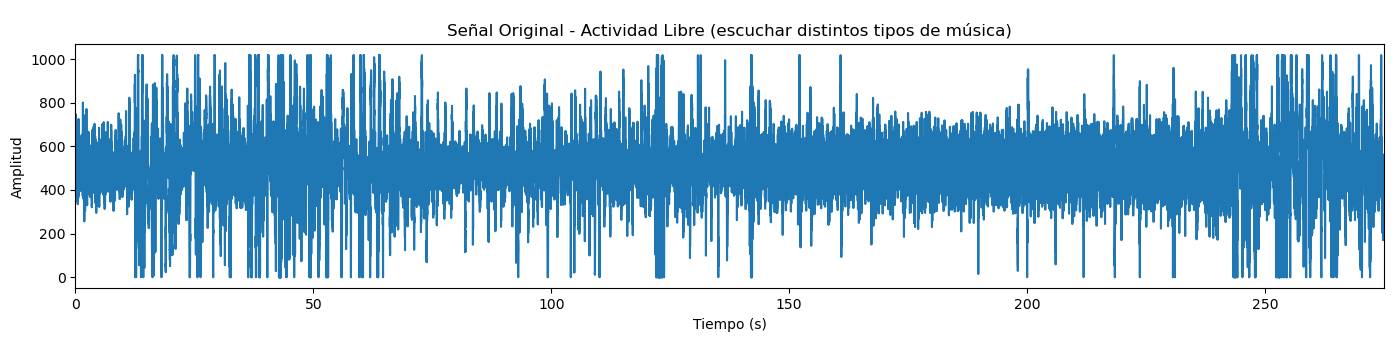 Señal Original - Actividad Libre (escuchar distintos tipos de música)
Amplitud
1000
800
600
400
200
0
0 50 100 150 200 250
Tiempo (s)